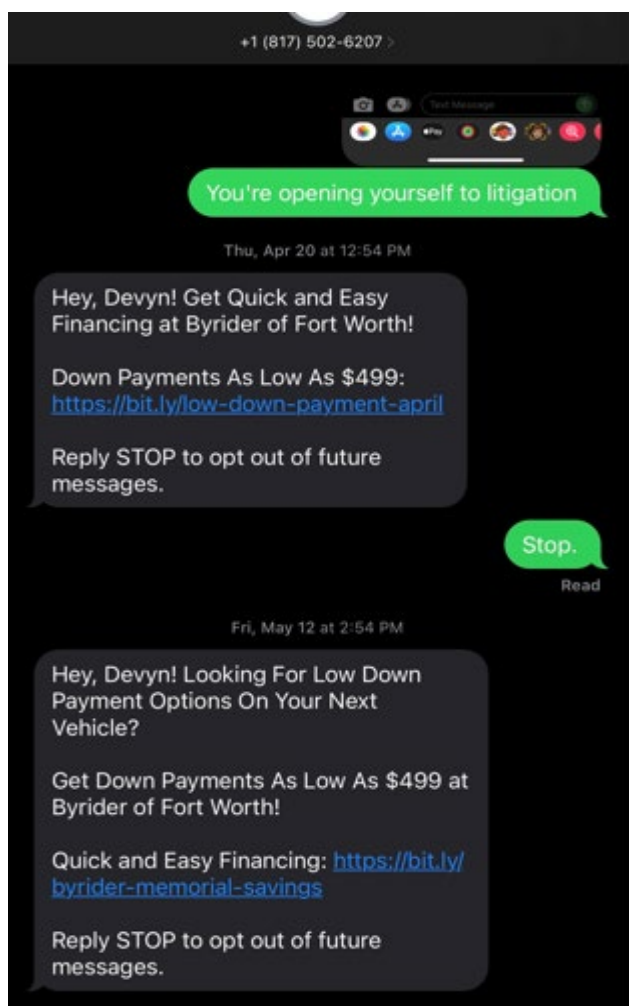 +1 (817) 502-6207 >
Text Message
Pay
You're opening yourself to litigation
Thu, Apr 20 at 12:54 PM
Hey, Devyn! Get Quick and Easy
Financing at Byrider of Fort Worth!
Down Payments As Low As $499:
https://bit.ly/low-down-payment-april
Reply STOP to opt out of future
messages.
Stop.
Read
Fri, May 12 at 2:54 PM
Hey, Devyn! Looking For Low Down
Payment Options On Your Next
Vehicle?
Get Down Payments As Low As $499 at
Byrider of Fort Worth!
Quick and Easy Financing: https://bit.ly/
byrider-memorial-savings
Reply STOP to opt out of future
messages.